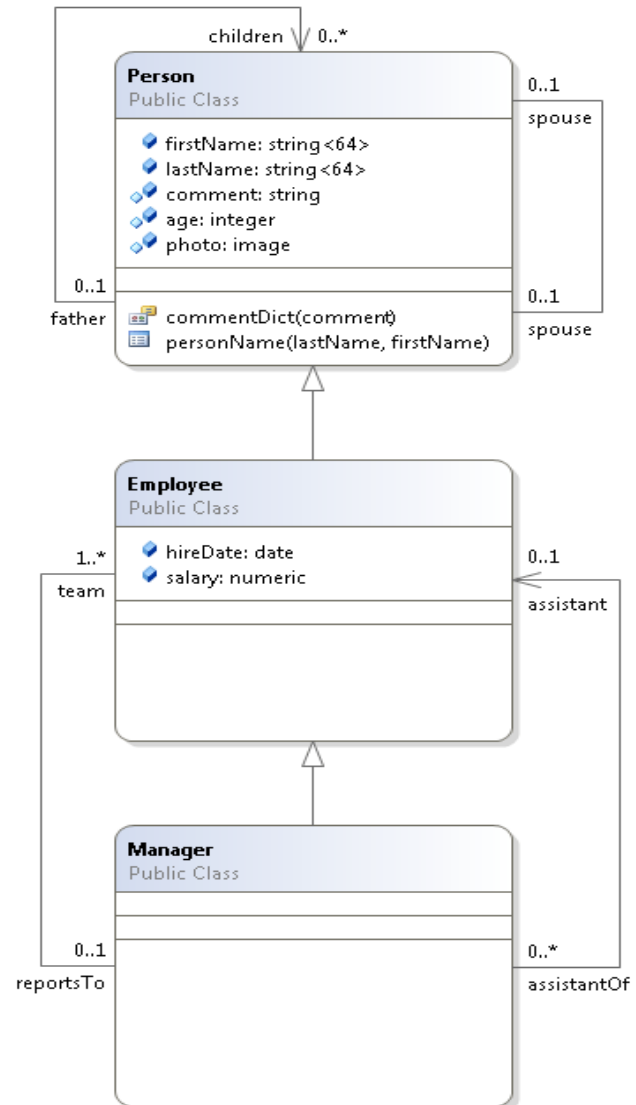 children 0..*
Person
Public Class
0..1
spouse
firstName: string<64>
lastName: string<64>
comment: string
age: integer
photo: image
0..1
father
0..1
spouse
commentDict(comment)
personName(lastName, firstName)
Employee
Public Class
1..*
team
hireDate: date
salary: numeric
0..1
assistant
Manager
Public Class
0..1
reportsTo
0..*
assistantOf